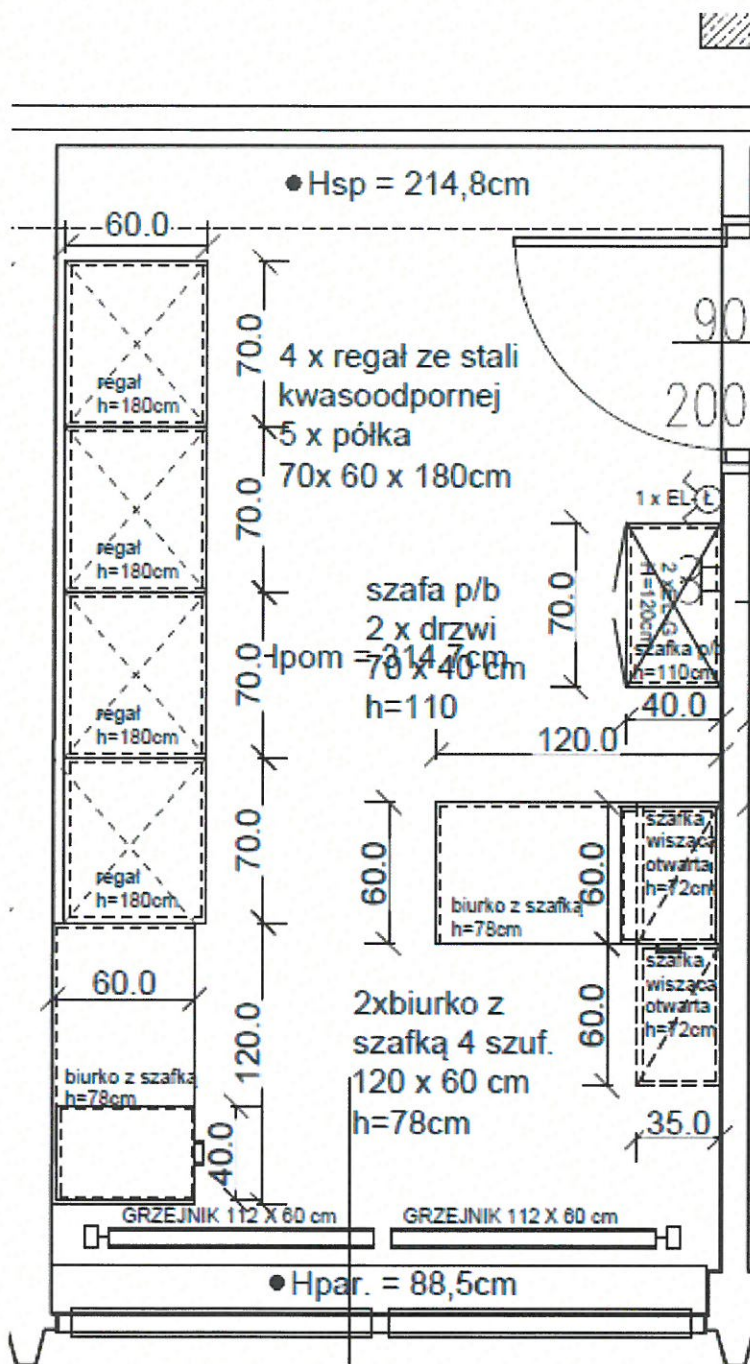 Hsp = 214,8cm
60.0
90
200
70.0
4 x regał ze stali
kwasoodpornej
5 x półka
70x 60 x 180cm
regał
h=180cm
1 x EL Ł
70.0
regał
h=180cm
szafa p/b
2 x drzwi
70 x 40 cm
h=110
70.0
h=120cm
szafka p/b
h=110cm
Hpom = 314,7cm
70.0
regał
h=180cm
40.0
120.0
70.0
regał
h=180cm
60.0
biurko z szafką
h=78cm
60.0
szafka
wisząca
otwarta
h=72cm
szafka
wisząca
otwarta
h=72cm
60.0
60.0
120.0
2xbiurko z
szafką 4 szuf.
120 x 60 cm
h=78cm
biurko z szafką
h=78cm
40.0
35.0
GRZEJNIK 112 X 60 cm
GRZEJNIK 112 X 60 cm
Hpar. = 88,5cm